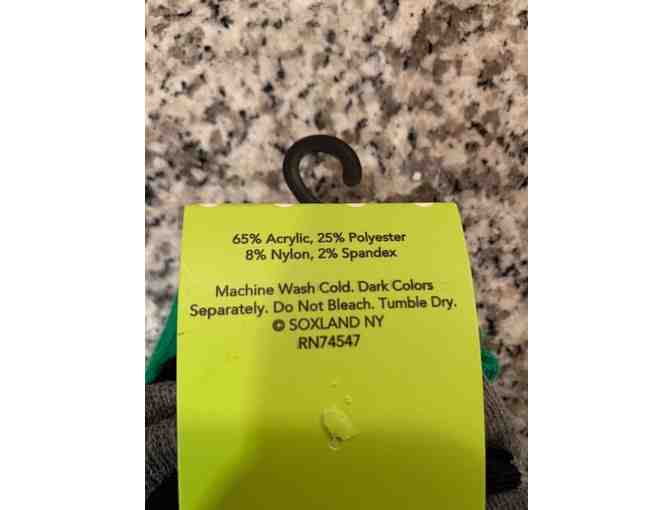 65% Acrylic, 25% Polyester
8% Nylon, 2% Spandex
Machine Wash Cold. Dark Colors
Separately. Do Not Bleach. Tumble Dry.
© SOXLAND NY
RN74547